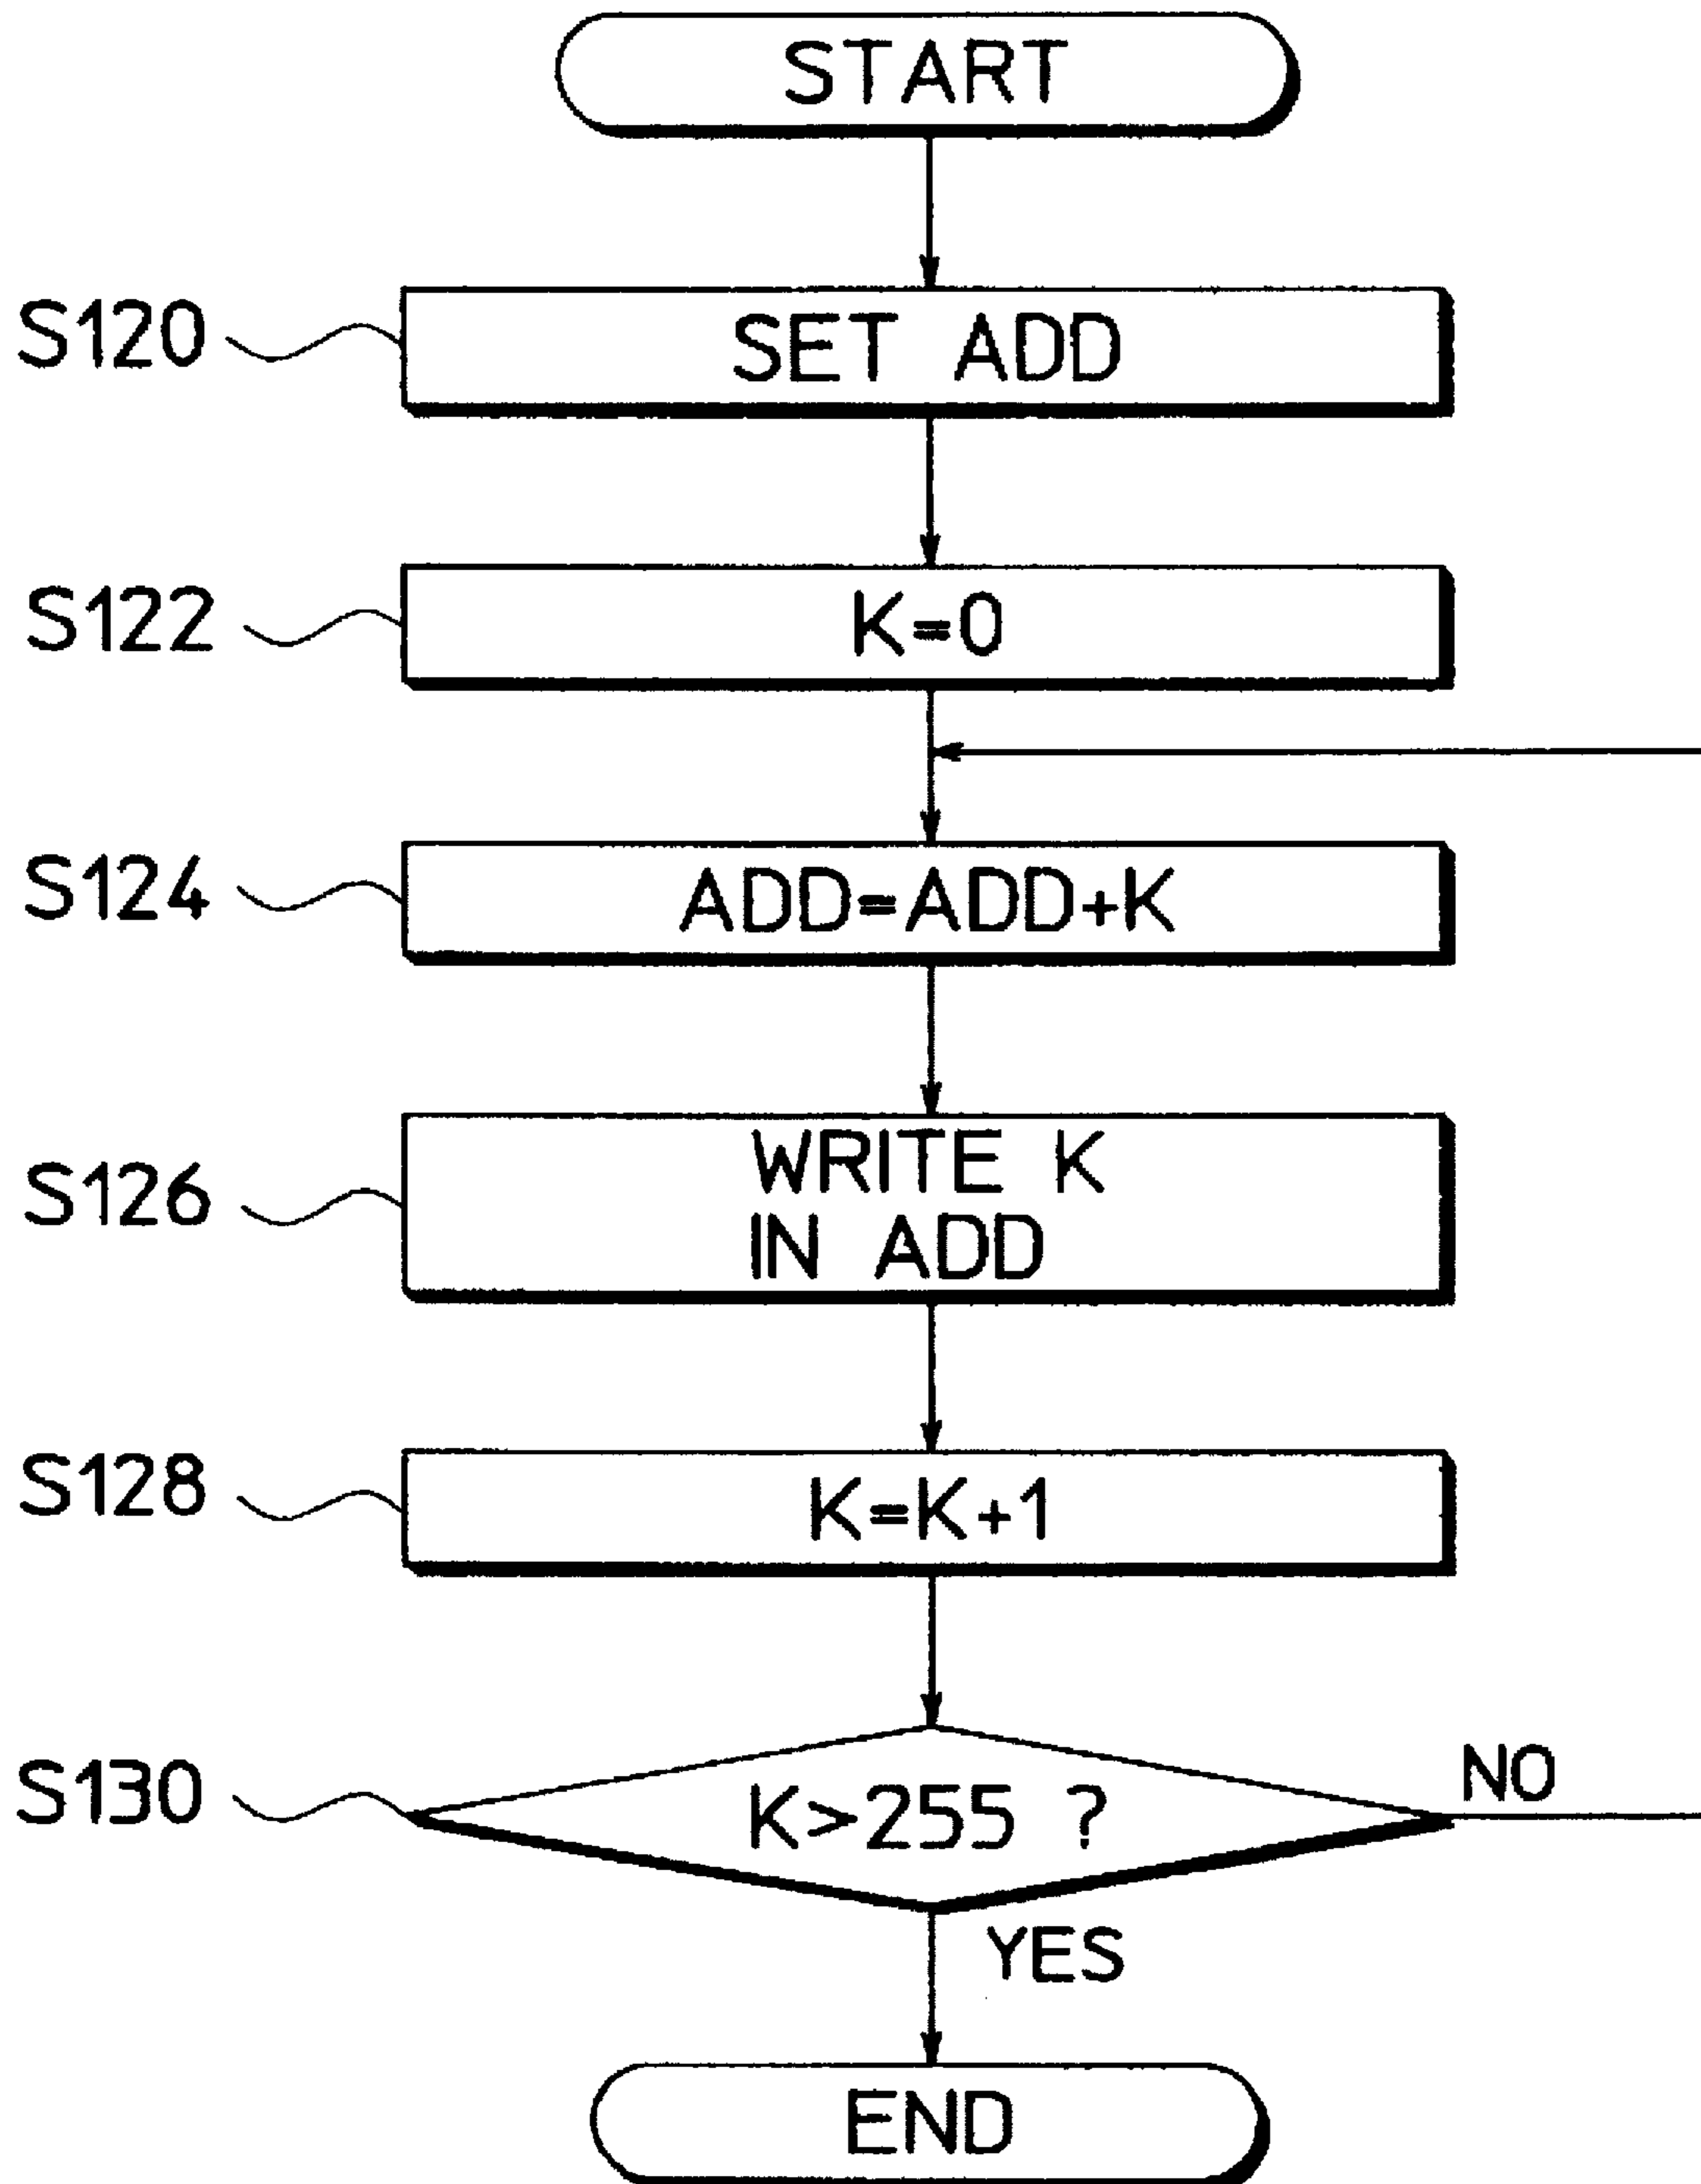 START
S120
SET ADD
S122
K=0
S124
ADD=ADD+K
S126
WRITE K
IN ADD
S128
K=K+1
S130
K>255 ?
NO
YES
END